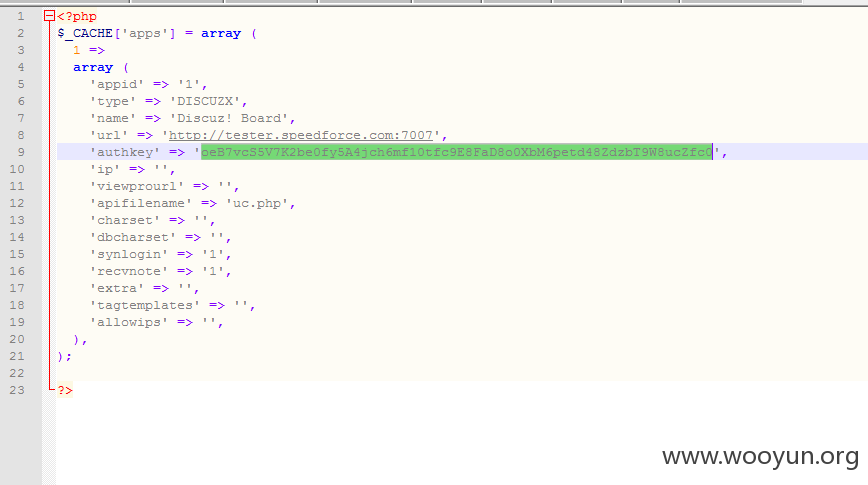 1 <?php
2 $_CACHE['apps'] = array (
3 1 =>
4 array (
5 'appid' => '1',
6 'type' => 'DISCUZX',
7 'name' => 'Discuz! Board',
8 'url' => 'http://tester.speedforce.com:7007',
9 'authkey' => 'oeB7vcS5V7K2be0fy5A4jch6mfl0tfc9E8FaD8o0XbM6petd48ZdzbT9W8ucZfc0',
10 'ip' => '',
11 'viewprourl' => '',
12 'apifilename' => 'uc.php',
13 'charset' => '',
14 'dbcharset' => '',
15 'synlogin' => '1',
16 'recvnote' => '1',
17 'extra' => '',
18 'tagtemplates' => '',
19 'allowips' => '',
20 ),
21 );
22
23 ?>
www.wooyun.org